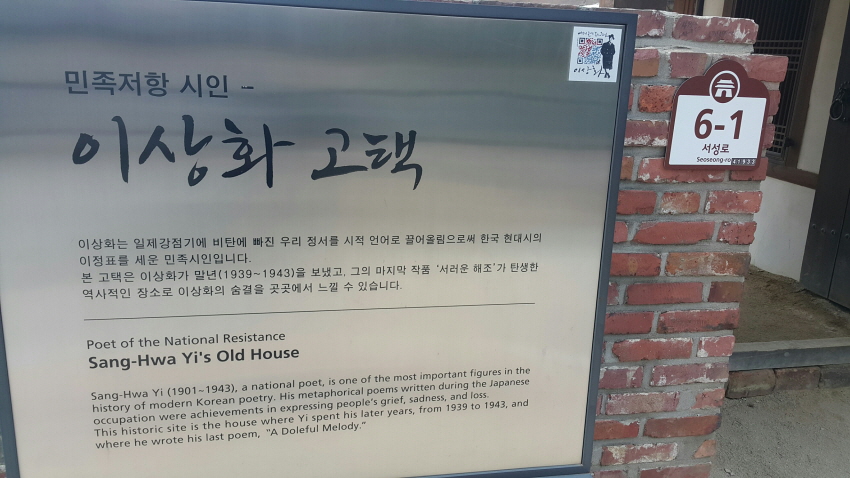 민족저항 시인 -
이상화 고택
이상화는 일제강점기에 비탄에 빠진 우리 정서를 시적 언어로 끌어올림으로써 한국 현대시의
이정표를 세운 민족시인입니다.
본 고택은 이상화가 말년(1939~1943)을 보냈고, 그의 마지막 작품 '서러운 해조'가 탄생한
역사적인 장소로 이상화의 숨결을 곳곳에서 느낄 수 있습니다.
Poet of the National Resistance
Sang-Hwa Yi's Old House
Sang-Hwa Yi (1901~1943), a national poet, is one of the most important figures in the
history of modern Korean poetry. His metaphorical poems written during the Japanese
occupation were achievements in expressing people's grief, sadness, and loss.
This historic site is the house where Yi spent his later years, from 1939 to 1943, and
where he wrote his last poem, "A Doleful Melody."
이상화
6-1
서성로
Seoseong-ro
41933